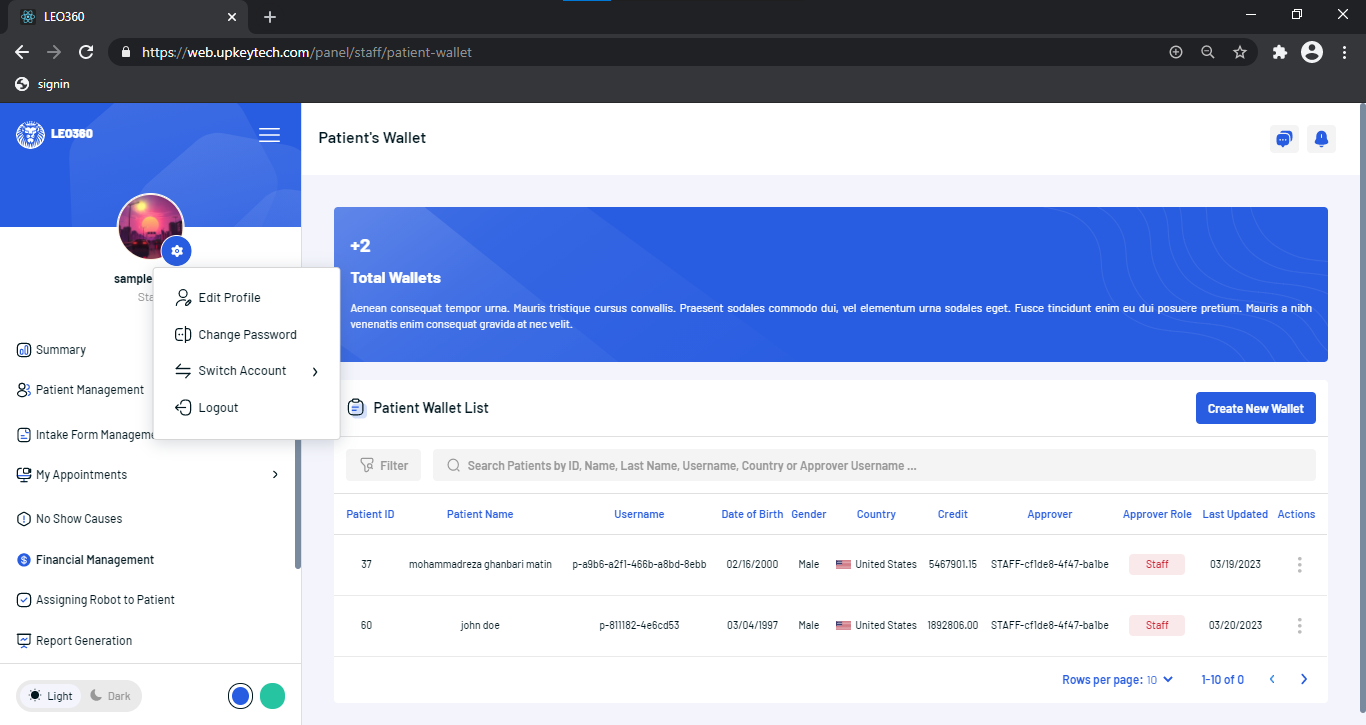 LEO360
https://web.upkeytech.com/panel/staff/patient-wallet
signin
LEO360
Patient's Wallet
sample
Sta
Edit Profile
Change Password
Switch Account
Logout
Summary
Patient Management
Intake Form Manageme
My Appointments
No Show Causes
Financial Management
Assigning Robot to Patient
Report Generation
Light Dark
+2
Total Wallets
Aenean consequat tempor urna. Mauris tristique cursus convallis. Praesent sodales commodo dui, vel elementum urna sodales eget. Fusce tincidunt enim eu dui posuere pretium. Mauris a nibh
venenatis enim consequat gravida at nec velit.
Patient Wallet List
Create New Wallet
Filter
Search Patients by ID, Name, Last Name, Username, Country or Approver Username ...
Patient ID Patient Name Username Date of Birth Gender Country Credit Approver Approver Role Last Updated Actions
37 mohammadreza ghanbari matin p-a9b6-a2f1-466b-a8bd-8ebb 02/16/2000 Male United States 5467901.15 STAFF-cf1de8-4f47-ba1be Staff 03/19/2023
60 john doe p-811182-4e6cd53 03/04/1997 Male United States 1892806.00 STAFF-cf1de8-4f47-ba1be Staff 03/20/2023
Rows per page: 10 1-10 of 0